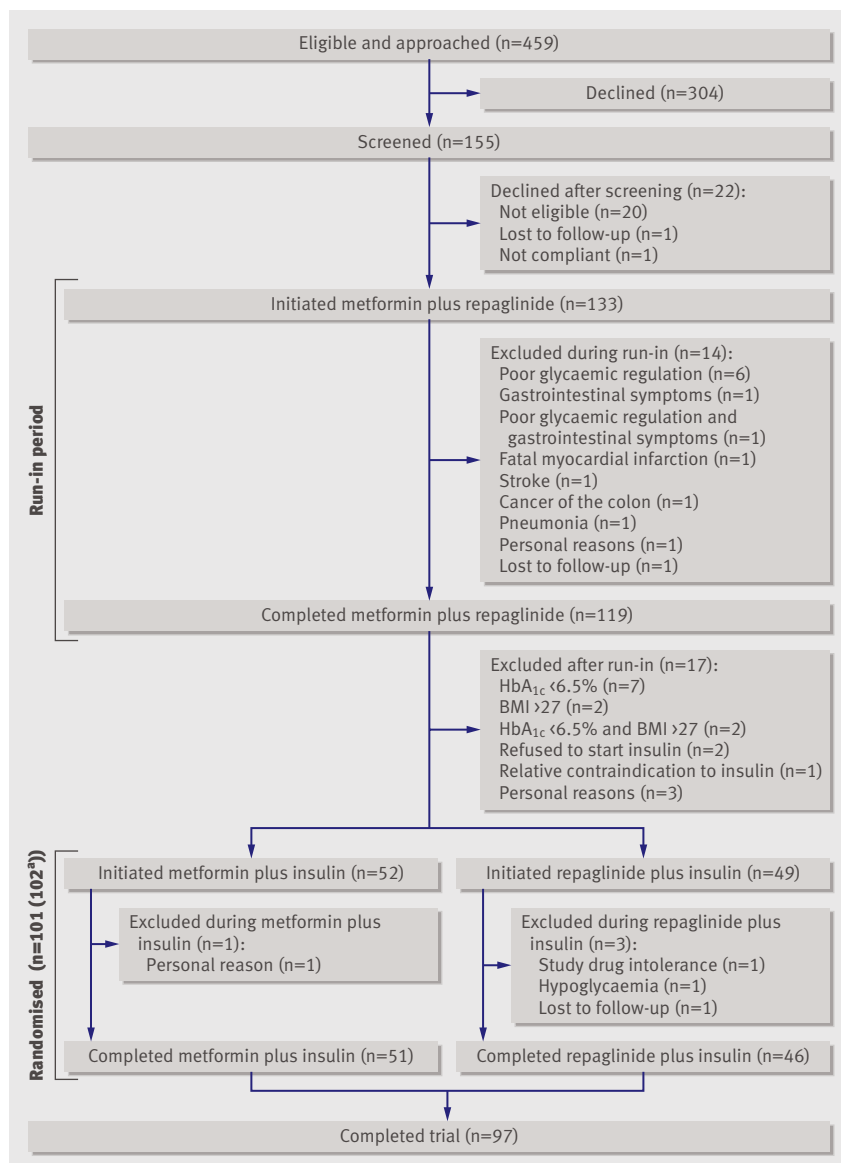 Eligible and approached (n=459)
Declined (n=304)
Screened (n=155)
Declined after screening (n=22):
Not eligible (n=20)
Lost to follow-up (n=1)
Not compliant (n=1)
Run-in period
Initiated metformin plus repaglinide (n=133)
Excluded during run-in (n=14):
Poor glycaemic regulation (n=6)
Gastrointestinal symptoms (n=1)
Poor glycaemic regulation and
gastrointestinal symptoms (n=1)
Fatal myocardial infarction (n=1)
Stroke (n=1)
Cancer of the colon (n=1)
Pneumonia (n=1)
Personal reasons (n=1)
Lost to follow-up (n=1)
Completed metformin plus repaglinide (n=119)
Excluded after run-in (n=17):
HbA1c <6.5% (n=7)
BMI >27 (n=2)
HbA1c <6.5% and BMI >27 (n=2)
Refused to start insulin (n=2)
Relative contraindication to insulin (n=1)
Personal reasons (n=3)
Randomised (n=101 (102ª))
Initiated metformin plus insulin (n=52)
Excluded during metformin plus
insulin (n=1):
Personal reason (n=1)
Completed metformin plus insulin (n=51)
Initiated repaglinide plus insulin (n=49)
Excluded during repaglinide plus
insulin (n=3):
Study drug intolerance (n=1)
Hypoglycaemia (n=1)
Lost to follow-up (n=1)
Completed repaglinide plus insulin (n=46)
Completed trial (n=97)